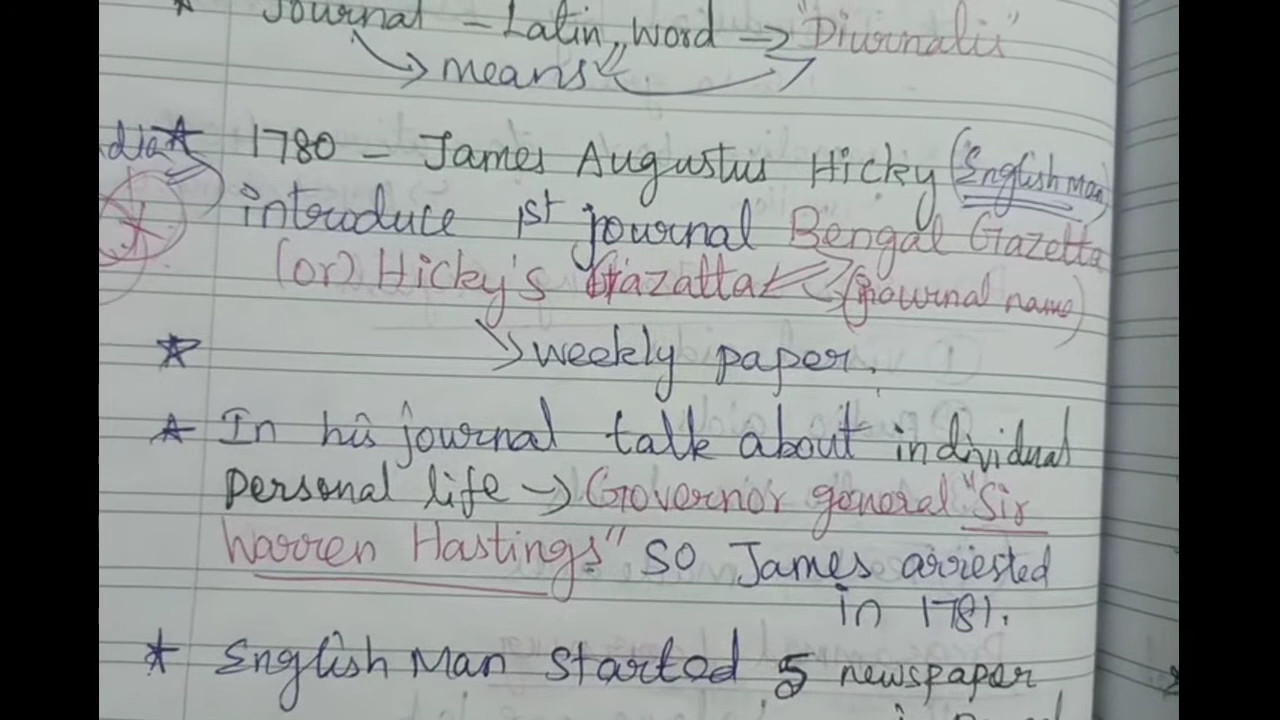 ★ Journal - Latin word → "Diurnalis"
→ means
★ 1780 - James Augustus Hicky (English man)
introduce 1st journal Bengal Gazetta
(or) Hicky's Gazatta (journal name)
★ → weekly paper.
★ In his journal talk about individual
personal life → Governor general "Sir
Warren Hastings" so James arriested
in 1781.
★ English Man started 5 newspaper